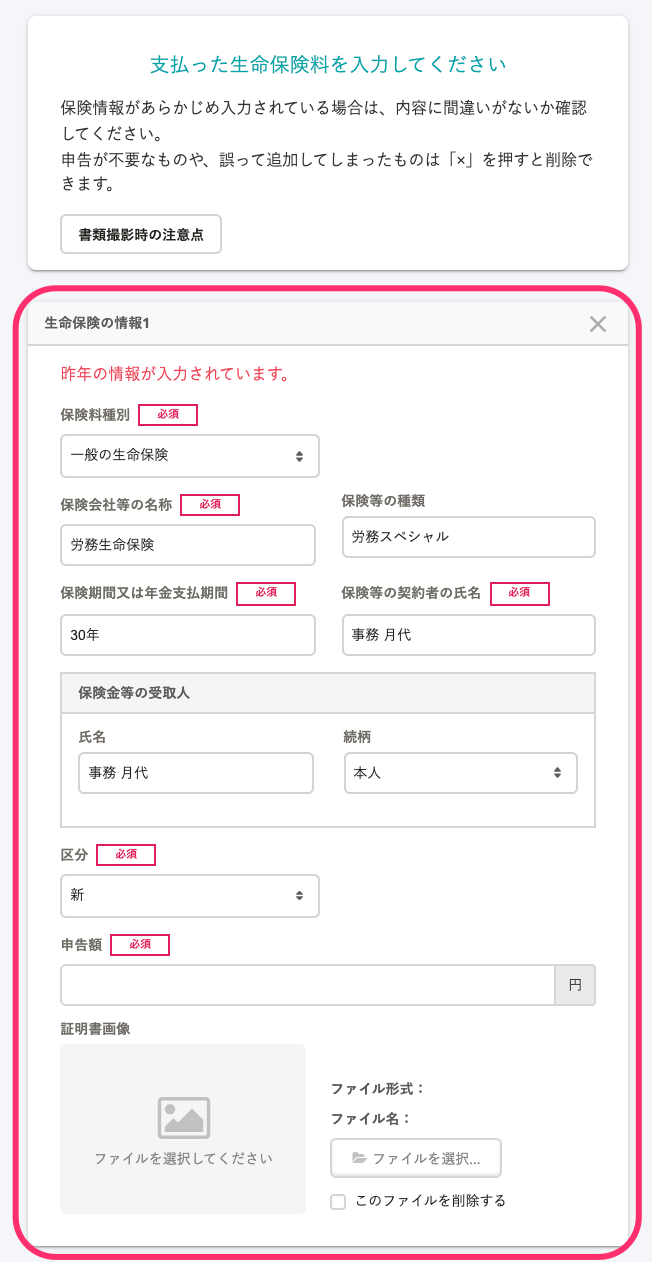 支払った生命保険料を入力してください
保険情報があらかじめ入力されている場合は、内容に間違いがないか確認
してください。
申告が不要なものや、誤って追加してしまったものは「×」を押すと削除で
きます。
書類撮影時の注意点
生命保険の情報1
昨年の情報が入力されています。
保険料種別 必須
一般の生命保険
保険会社等の名称 必須
労務生命保険
保険等の種類
労務スペシャル
保険期間又は年金支払期間 必須
30年
保険等の契約者の氏名 必須
事務 月代
保険金等の受取人
氏名
事務 月代
続柄
本人
区分 必須
新
申告額 必須
円
証明書画像
ファイルを選択してください
ファイル形式：
ファイル名：
ファイルを選択...
このファイルを削除する